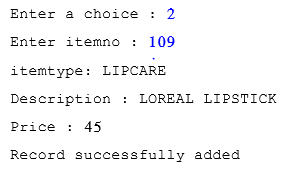 Enter a choice : 2
Enter itemno : 109
itemtype: LIPCARE
Description : LOREAL LIPSTICK
Price : 45
Record successfully added